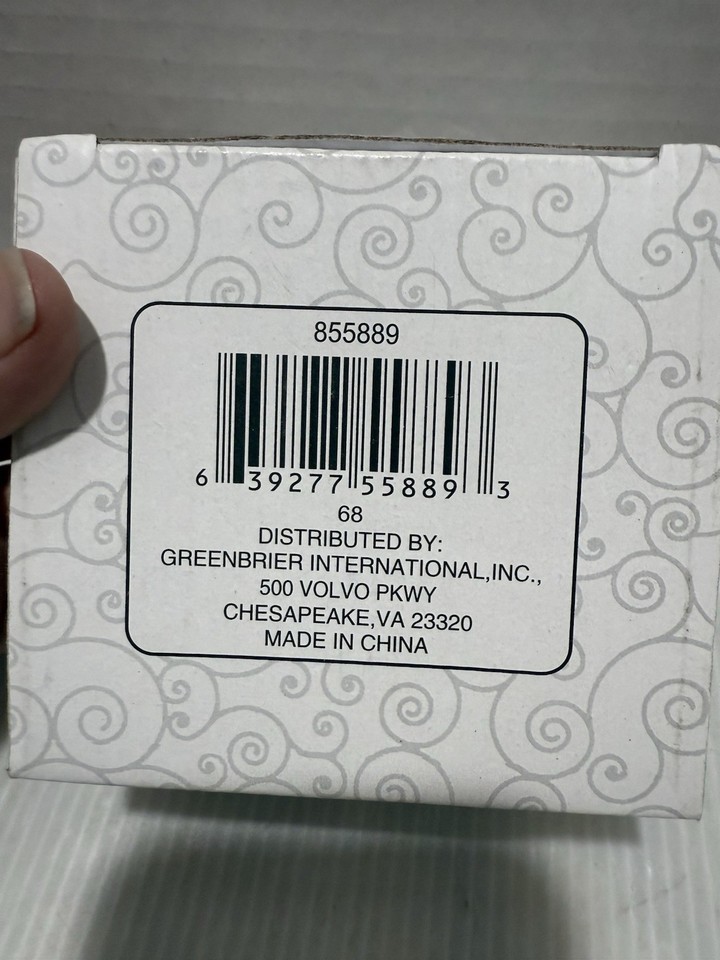 855889
6 39277 55889 3
68
DISTRIBUTED BY:
GREENBRIER INTERNATIONAL,INC.,
500 VOLVO PKWY
CHESAPEAKE,VA 23320
MADE IN CHINA